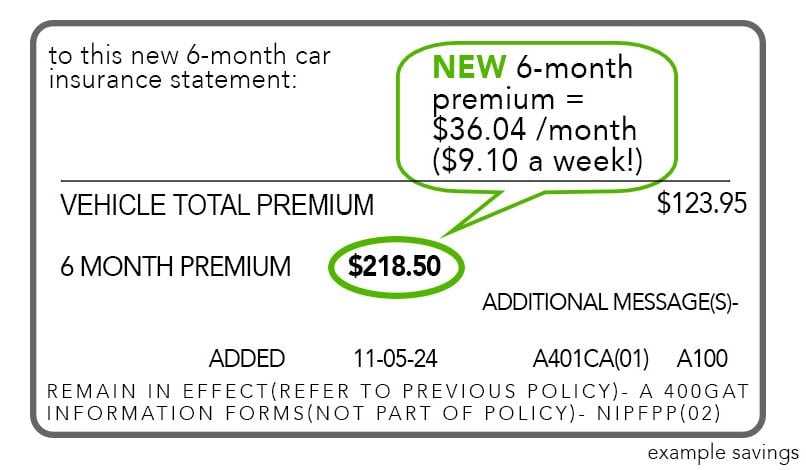 to this new 6-month car
insurance statement:
NEW 6-month
premium =
$36.04 /month
($9.10 a week!)
VEHICLE TOTAL PREMIUM $123.95
6 MONTH PREMIUM $218.50
ADDITIONAL MESSAGE(S)-
ADDED 11-05-24 A401CA(01) A100
REMAIN IN EFFECT(REFER TO PREVIOUS POLICY)- A 400GAT
INFORMATION FORMS(NOT PART OF POLICY)- NIPFPP(02)
example savings